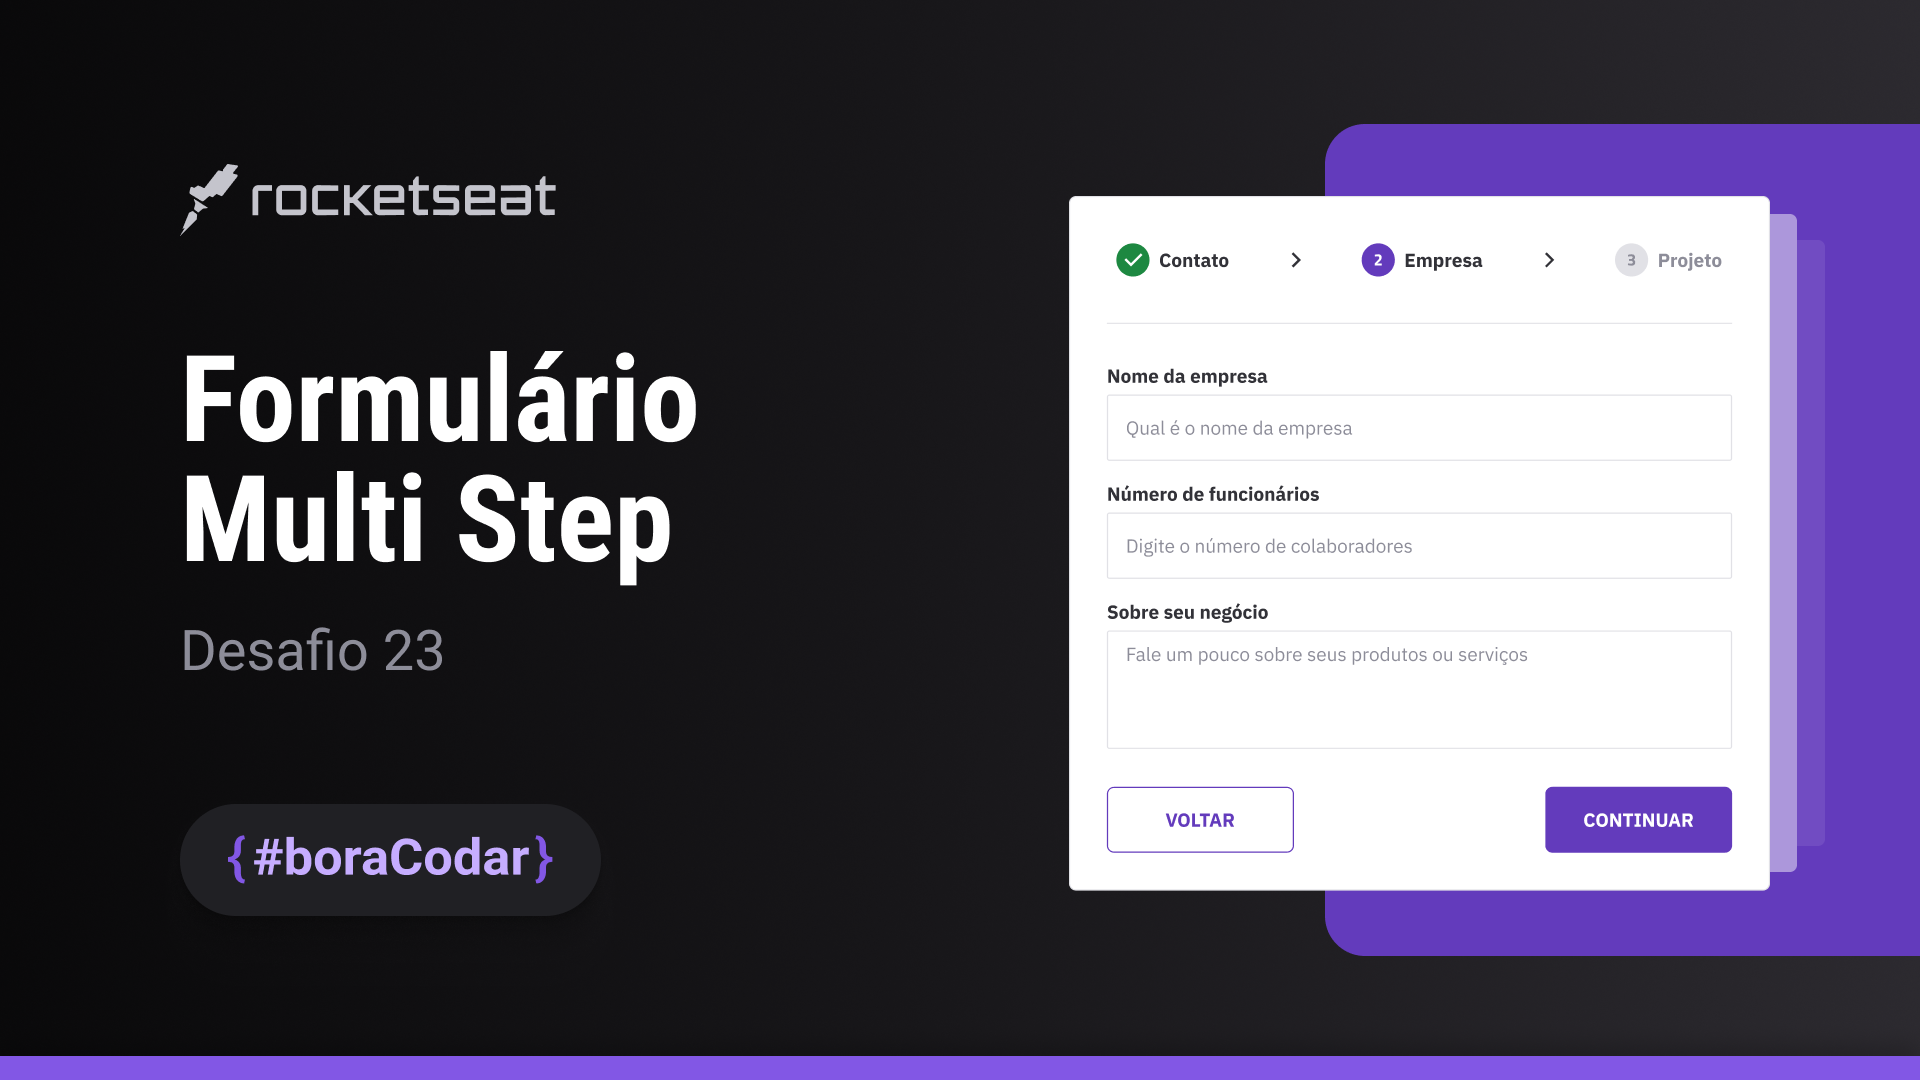 rocketseat
Formulário
Multi Step
Desafio 23
{#boraCodar}
Contato
2 Empresa
3 Projeto
Nome da empresa
Qual é o nome da empresa
Número de funcionários
Digite o número de colaboradores
Sobre seu negócio
Fale um pouco sobre seus produtos ou serviços
VOLTAR
CONTINUAR